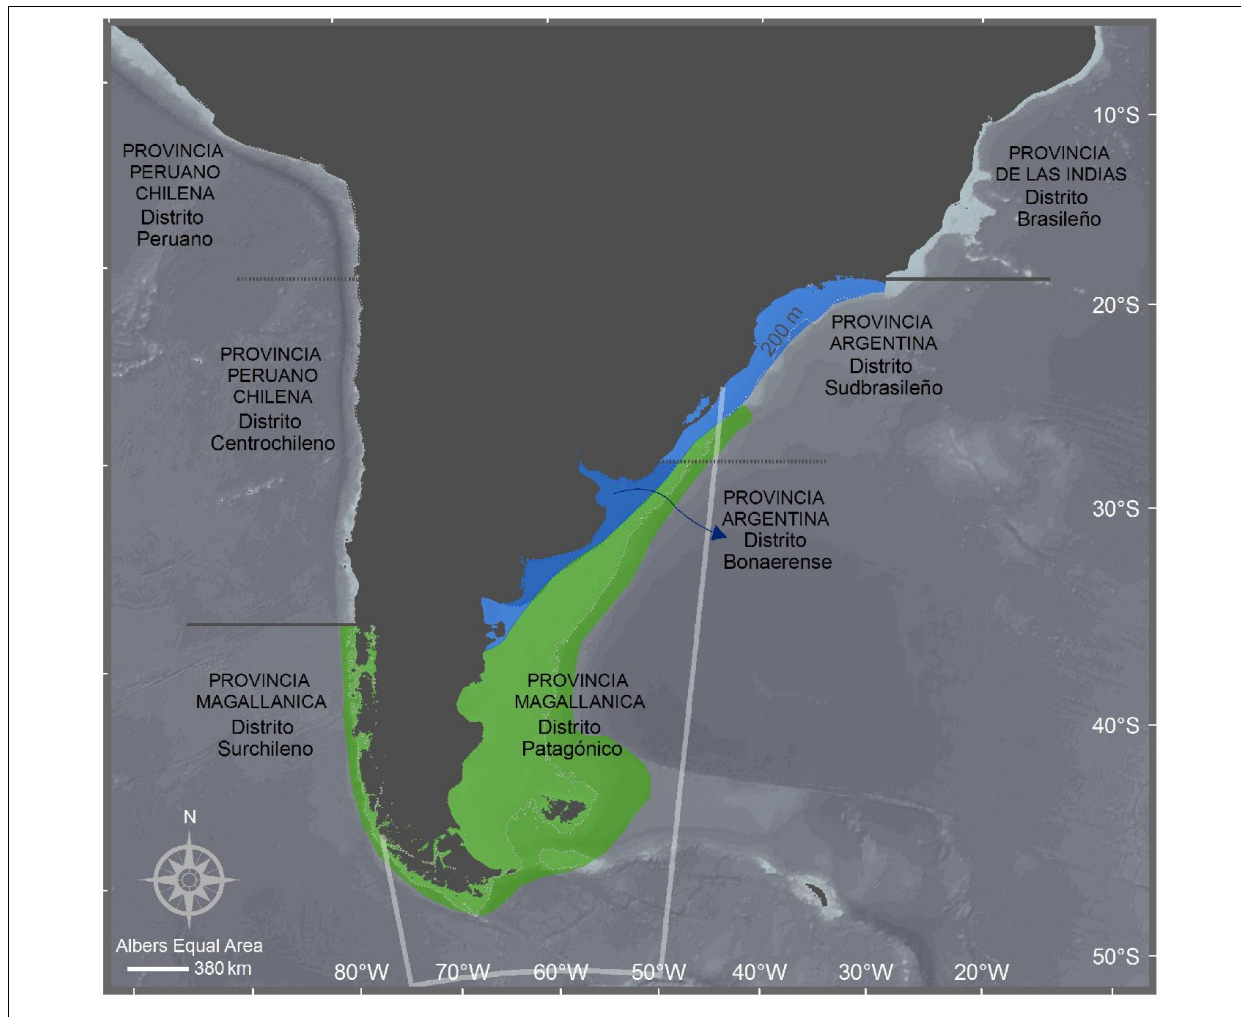 10°S
PROVINCIA
PERUANO
CHILENA
Distrito
Peruano
PROVINCIA
DE LAS INDIAS
Distrito
Brasileño
20°S
200 m
PROVINCIA
ARGENTINA
Distrito
Sudbrasileño
PROVINCIA
PERUANO
CHILENA
Distrito
Centrochileno
PROVINCIA
ARGENTINA
Distrito
Bonaerense
30°S
PROVINCIA
MAGALLANICA
Distrito
Surchileno
PROVINCIA
MAGALLANICA
Distrito
Patagónico
40°S
N
Albers Equal Area
380 km
80°W 70°W 60°W 50°W 40°W 30°W 20°W
50°S